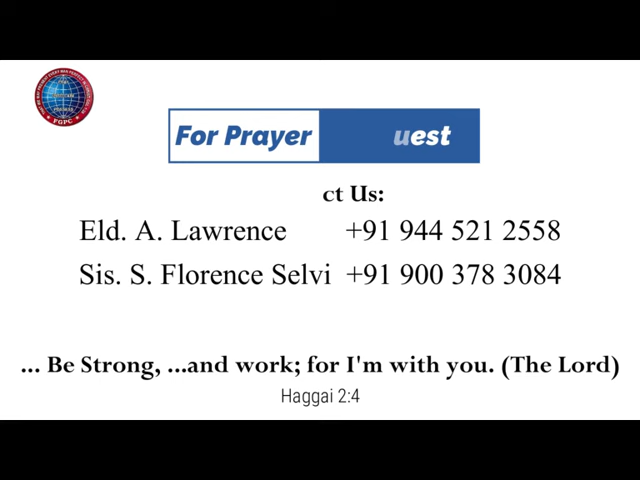 FGPC
For Prayer uest
ct Us:
Eld. A. Lawrence +91 944 521 2558
Sis. S. Florence Selvi +91 900 378 3084
... Be Strong, ...and work; for I'm with you. (The Lord)
Haggai 2:4